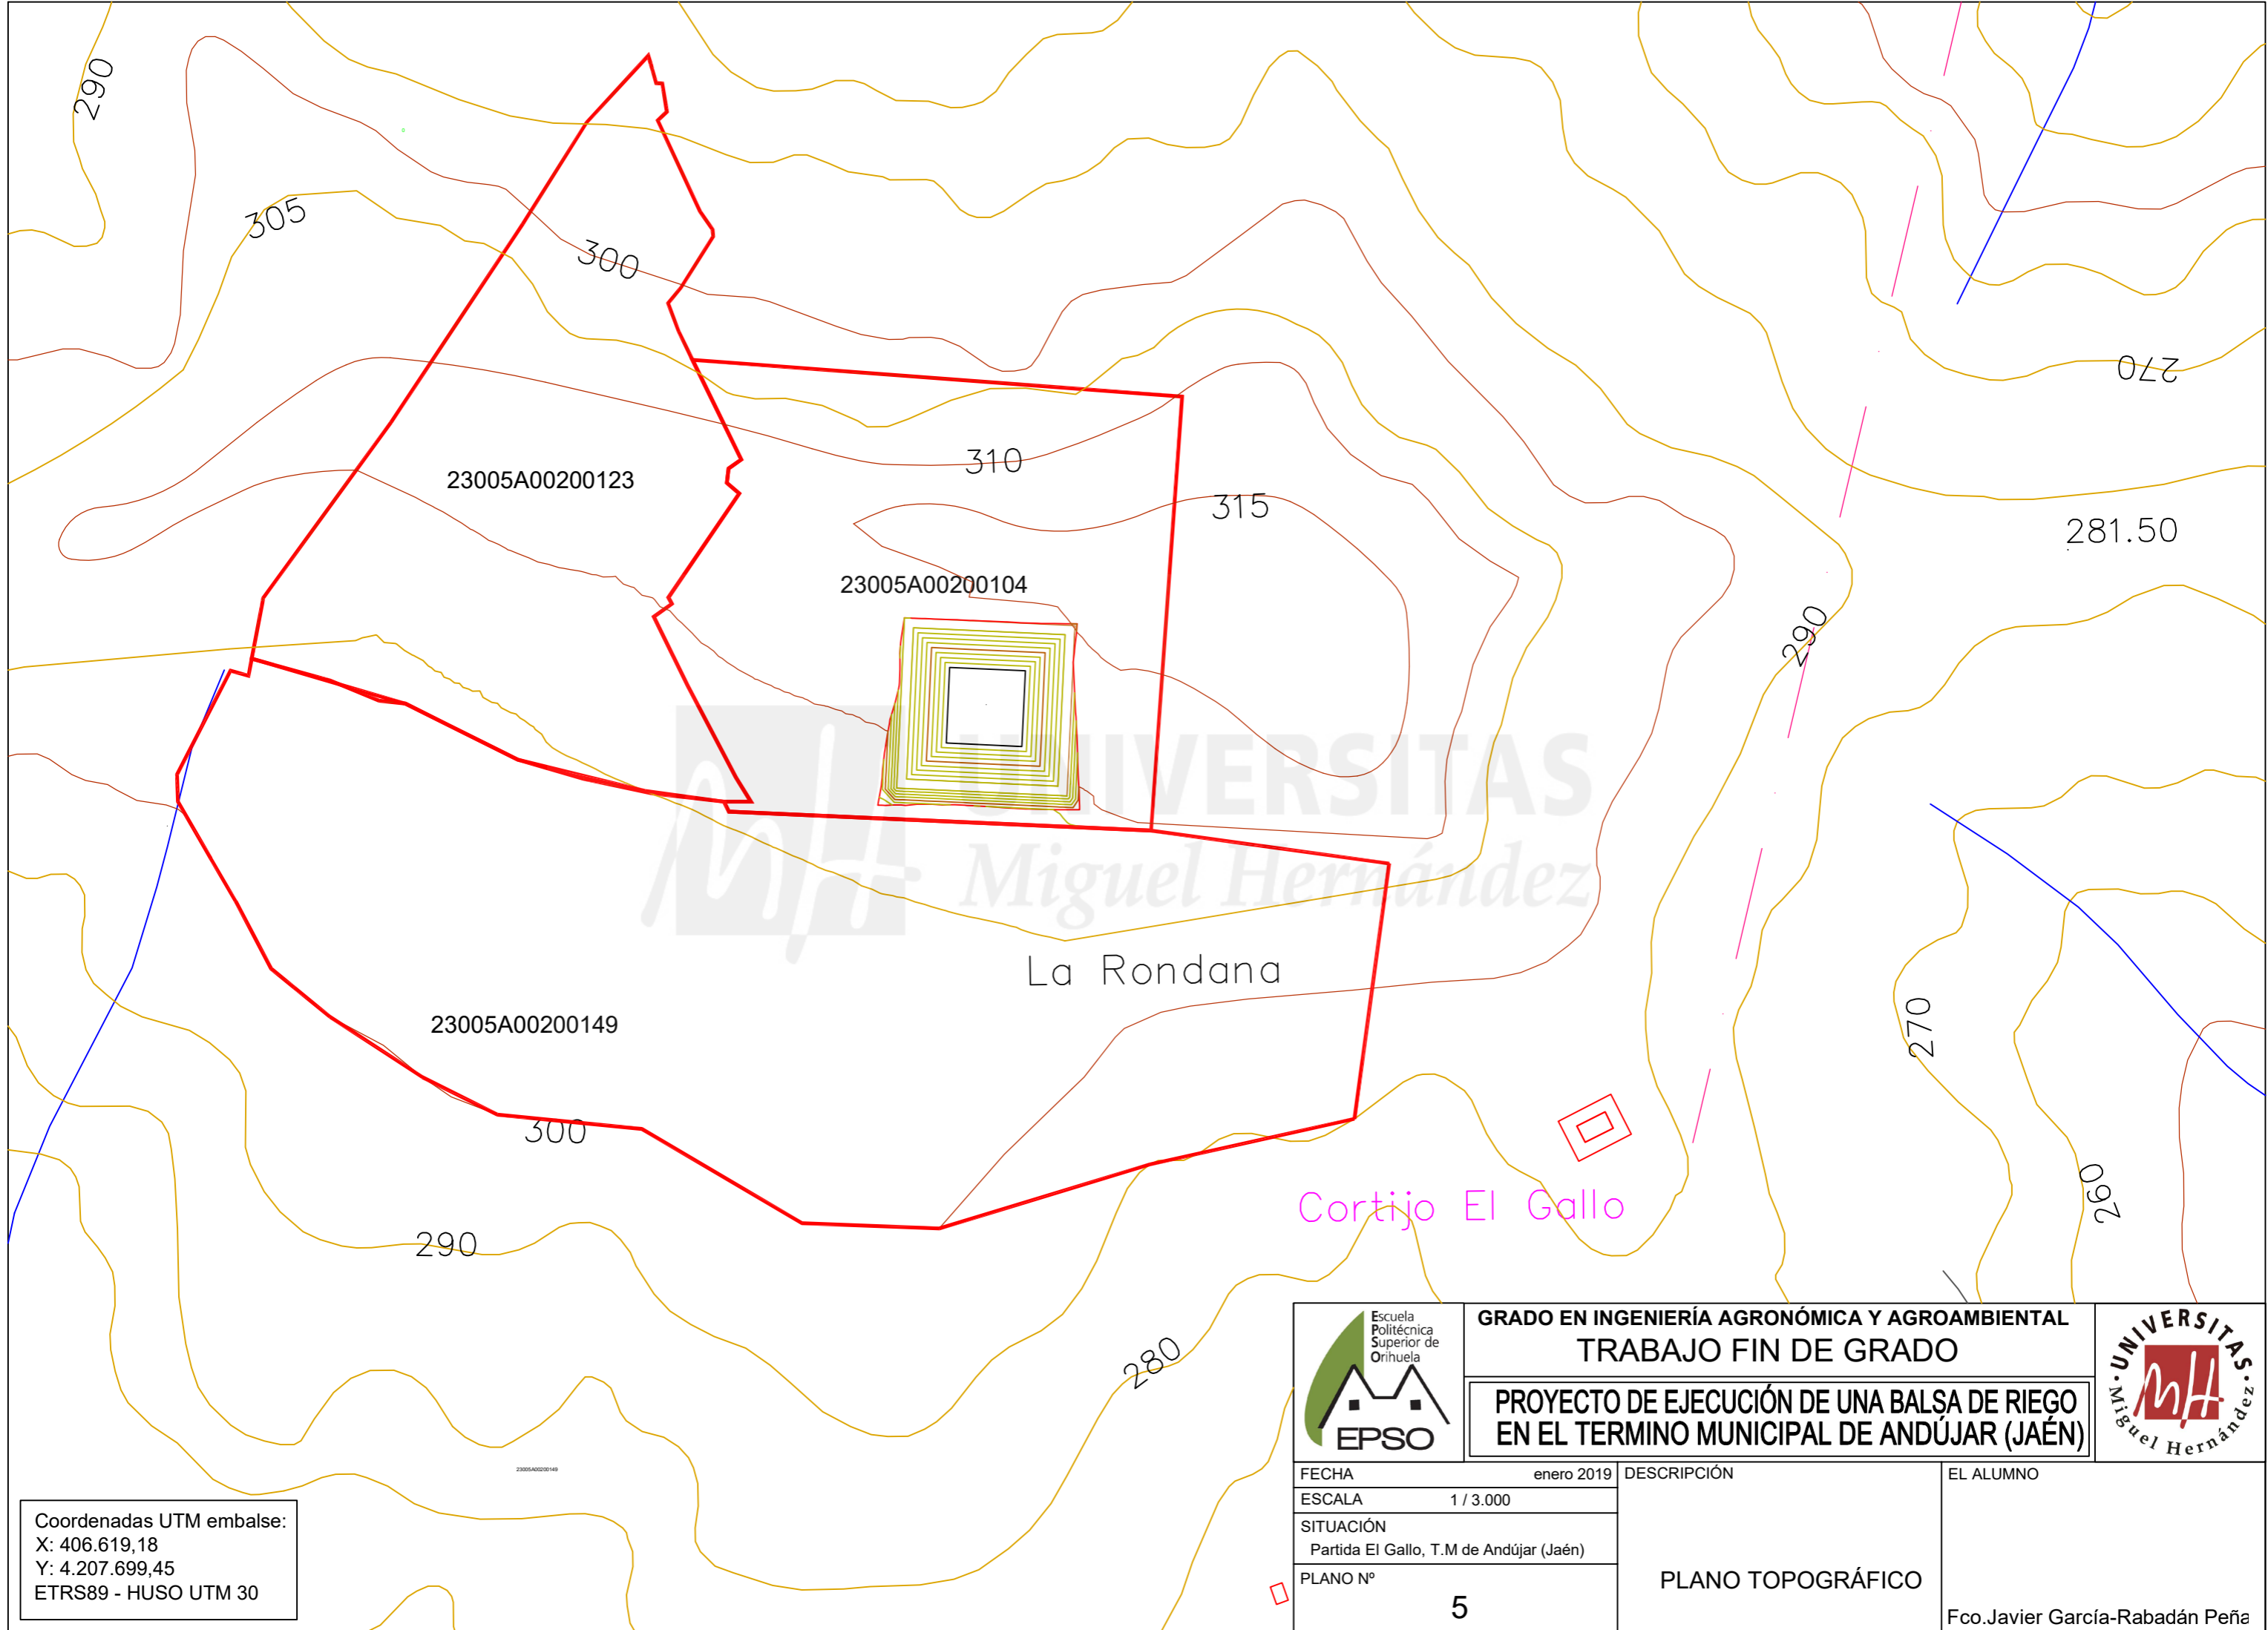 290
305
300
270
23005A00200123
310
315
281.50
23005A00200104
290
UNIVERSITAS
Miguel Hernández
La Rondana
23005A00200149
270
300
Cortijo El Gallo
260
290
280
23005A00200149
Coordenadas UTM embalse:
X: 406.619,18
Y: 4.207.699,45
ETRS89 - HUSO UTM 30
Escuela
Politécnica
Superior de
Orihuela
EPSO
GRADO EN INGENIERÍA AGRONÓMICA Y AGROAMBIENTAL
TRABAJO FIN DE GRADO
PROYECTO DE EJECUCIÓN DE UNA BALSA DE RIEGO
EN EL TERMINO MUNICIPAL DE ANDÚJAR (JAÉN)
UNIVERSITAS
Miguel Hernández
FECHA enero 2019
ESCALA 1 / 3.000
SITUACIÓN
Partida El Gallo, T.M de Andújar (Jaén)
PLANO Nº
5
DESCRIPCIÓN
PLANO TOPOGRÁFICO
EL ALUMNO
Fco.Javier García-Rabadán Peña